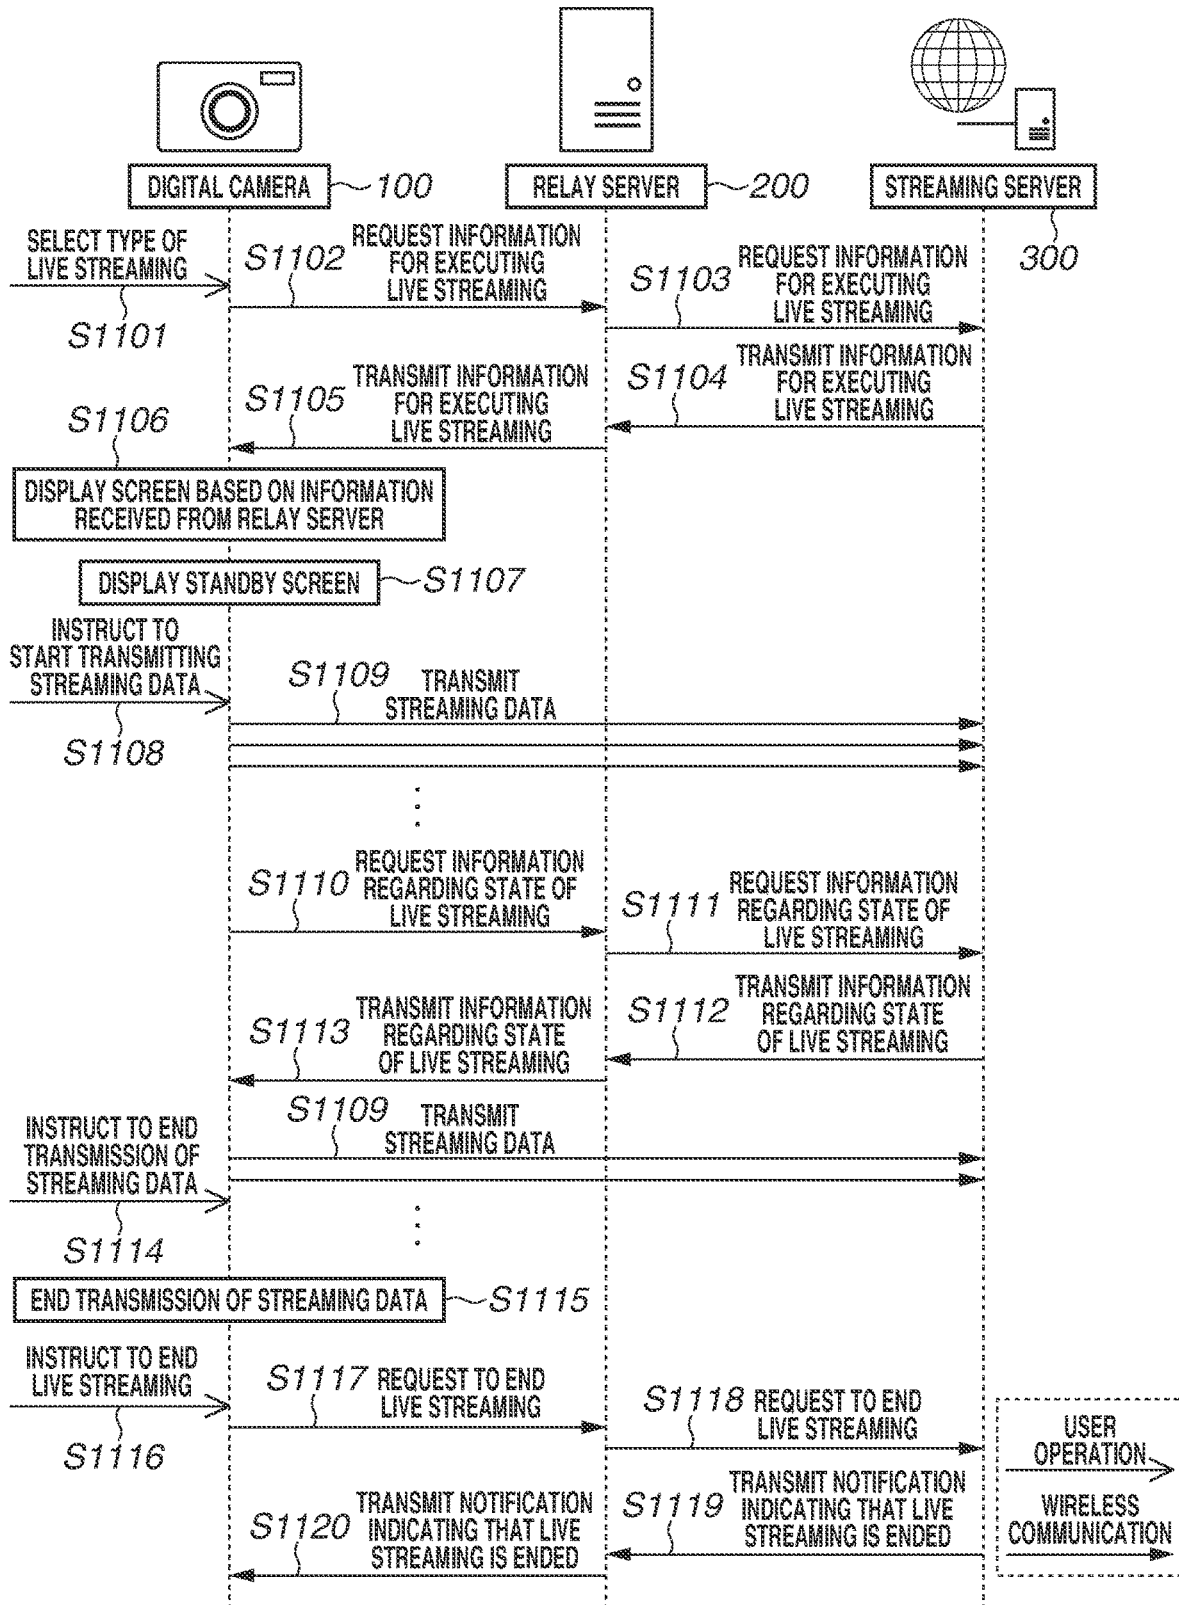 DIGITAL CAMERA
100
RELAY SERVER
200
STREAMING SERVER
300
SELECT TYPE OF
LIVE STREAMING
S1101
S1102
REQUEST INFORMATION
FOR EXECUTING
LIVE STREAMING
S1103
REQUEST INFORMATION
FOR EXECUTING
LIVE STREAMING
S1104
TRANSMIT INFORMATION
FOR EXECUTING
LIVE STREAMING
S1105
TRANSMIT INFORMATION
FOR EXECUTING
LIVE STREAMING
S1106
DISPLAY SCREEN BASED ON INFORMATION
RECEIVED FROM RELAY SERVER
DISPLAY STANDBY SCREEN
S1107
INSTRUCT TO
START TRANSMITTING
STREAMING DATA
S1108
S1109
TRANSMIT
STREAMING DATA
S1110
REQUEST INFORMATION
REGARDING STATE OF
LIVE STREAMING
S1111
REQUEST INFORMATION
REGARDING STATE OF
LIVE STREAMING
S1112
TRANSMIT INFORMATION
REGARDING STATE
OF LIVE STREAMING
S1113
TRANSMIT INFORMATION
REGARDING STATE
OF LIVE STREAMING
S1109
TRANSMIT
STREAMING DATA
INSTRUCT TO END
TRANSMISSION OF
STREAMING DATA
S1114
END TRANSMISSION OF STREAMING DATA
S1115
INSTRUCT TO END
LIVE STREAMING
S1116
S1117
REQUEST TO END
LIVE STREAMING
S1118
REQUEST TO END
LIVE STREAMING
S1119
TRANSMIT NOTIFICATION
INDICATING THAT LIVE
STREAMING IS ENDED
S1120
TRANSMIT NOTIFICATION
INDICATING THAT LIVE
STREAMING IS ENDED
USER
OPERATION
WIRELESS
COMMUNICATION